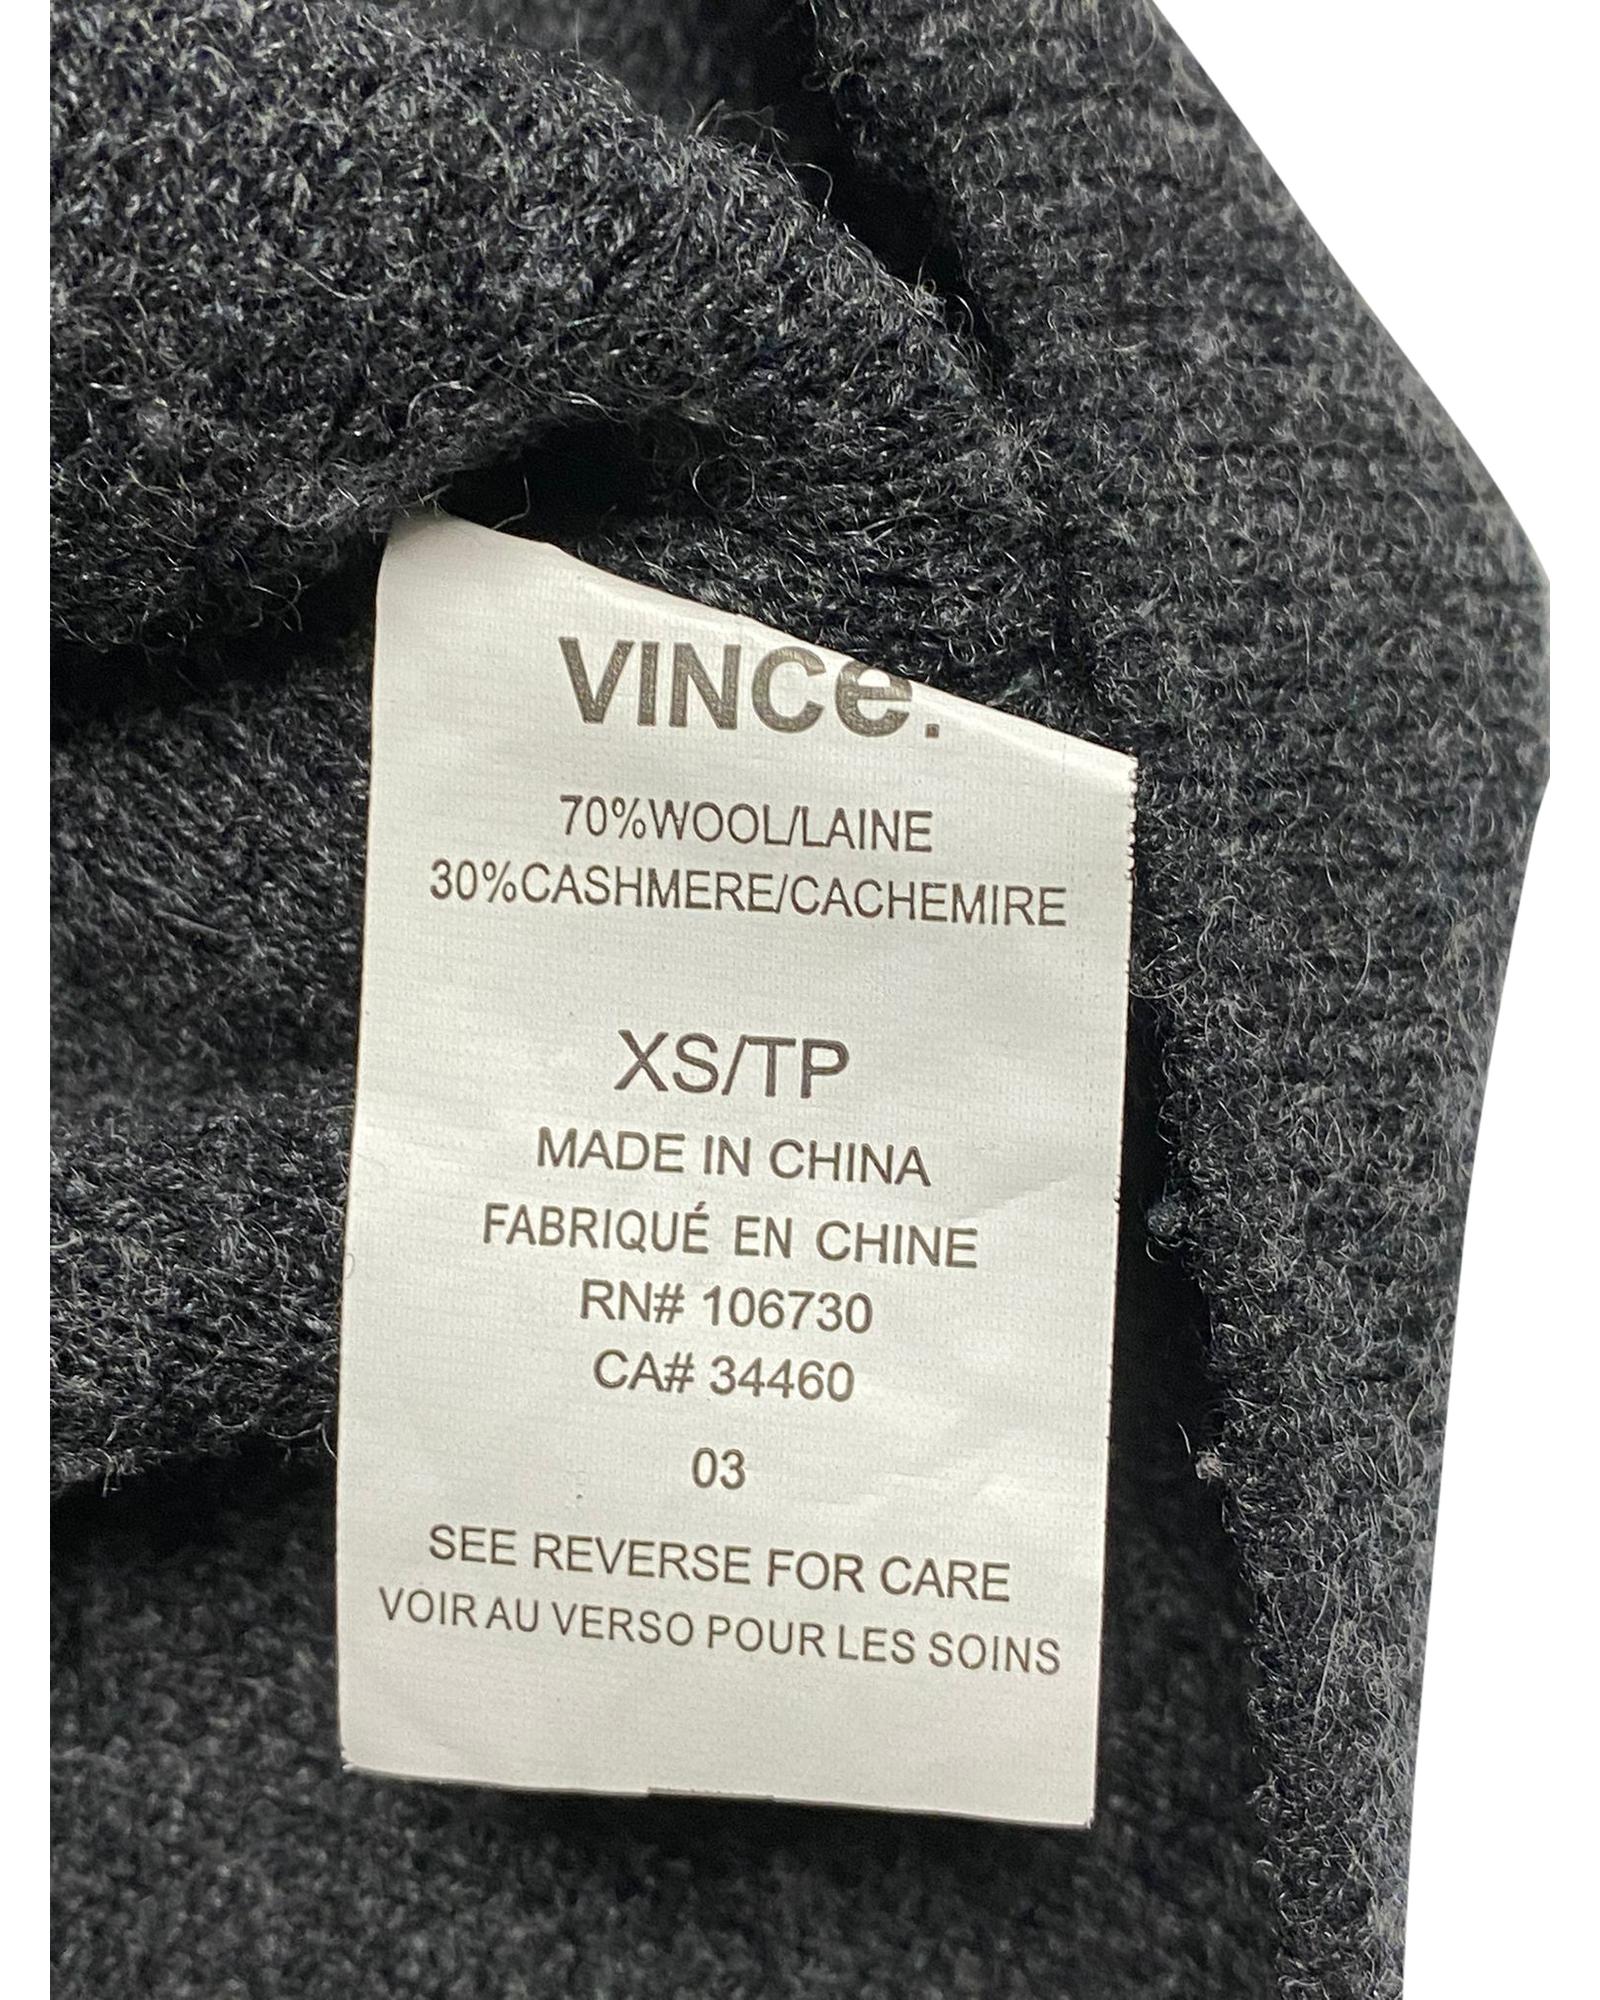 VINCe.
70%WOOL/LAINE
30%CASHMERE/CACHEMIRE
XS/TP
MADE IN CHINA
FABRIQUÉ EN CHINE
RN# 106730
CA# 34460
03
SEE REVERSE FOR CARE
VOIR AU VERSO POUR LES SOINS